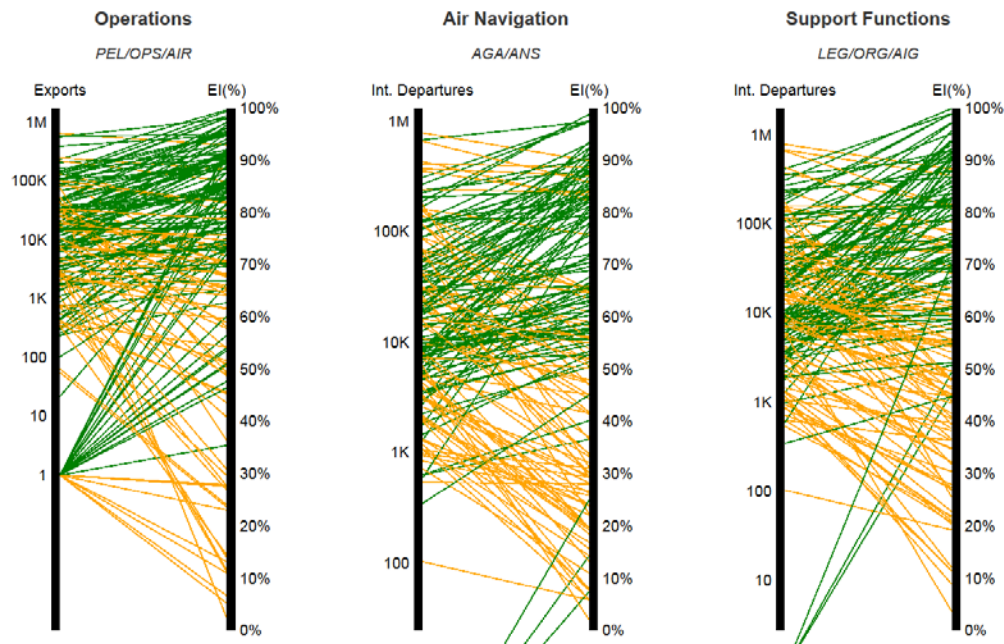 Operations
PEL/OPS/AIR
Exports
EI(%)
1M
100K
10K
1K
100
10
1
100%
90%
80%
70%
60%
50%
40%
30%
20%
10%
0%
Air Navigation
AGA/ANS
Int. Departures
EI(%)
1M
100K
10K
1K
100
100%
90%
80%
70%
60%
50%
40%
30%
20%
10%
0%
Support Functions
LEG/ORG/AIG
Int. Departures
EI(%)
1M
100K
10K
1K
100
10
100%
90%
80%
70%
60%
50%
40%
30%
20%
10%
0%